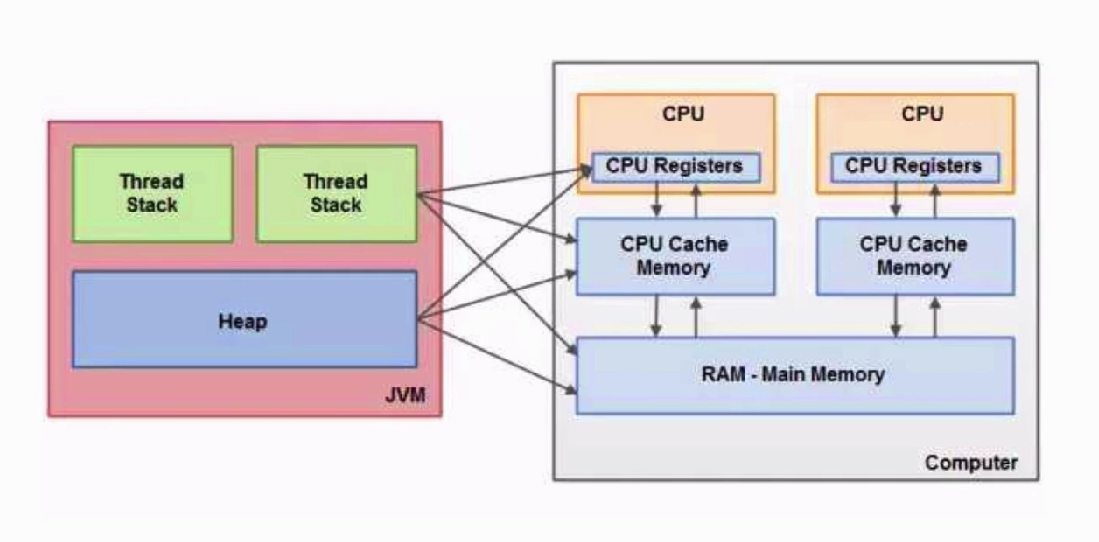 Thread
Stack
Thread
Stack
Heap
JVM
CPU
CPU Registers
CPU Cache
Memory
CPU
CPU Registers
CPU Cache
Memory
RAM - Main Memory
Computer